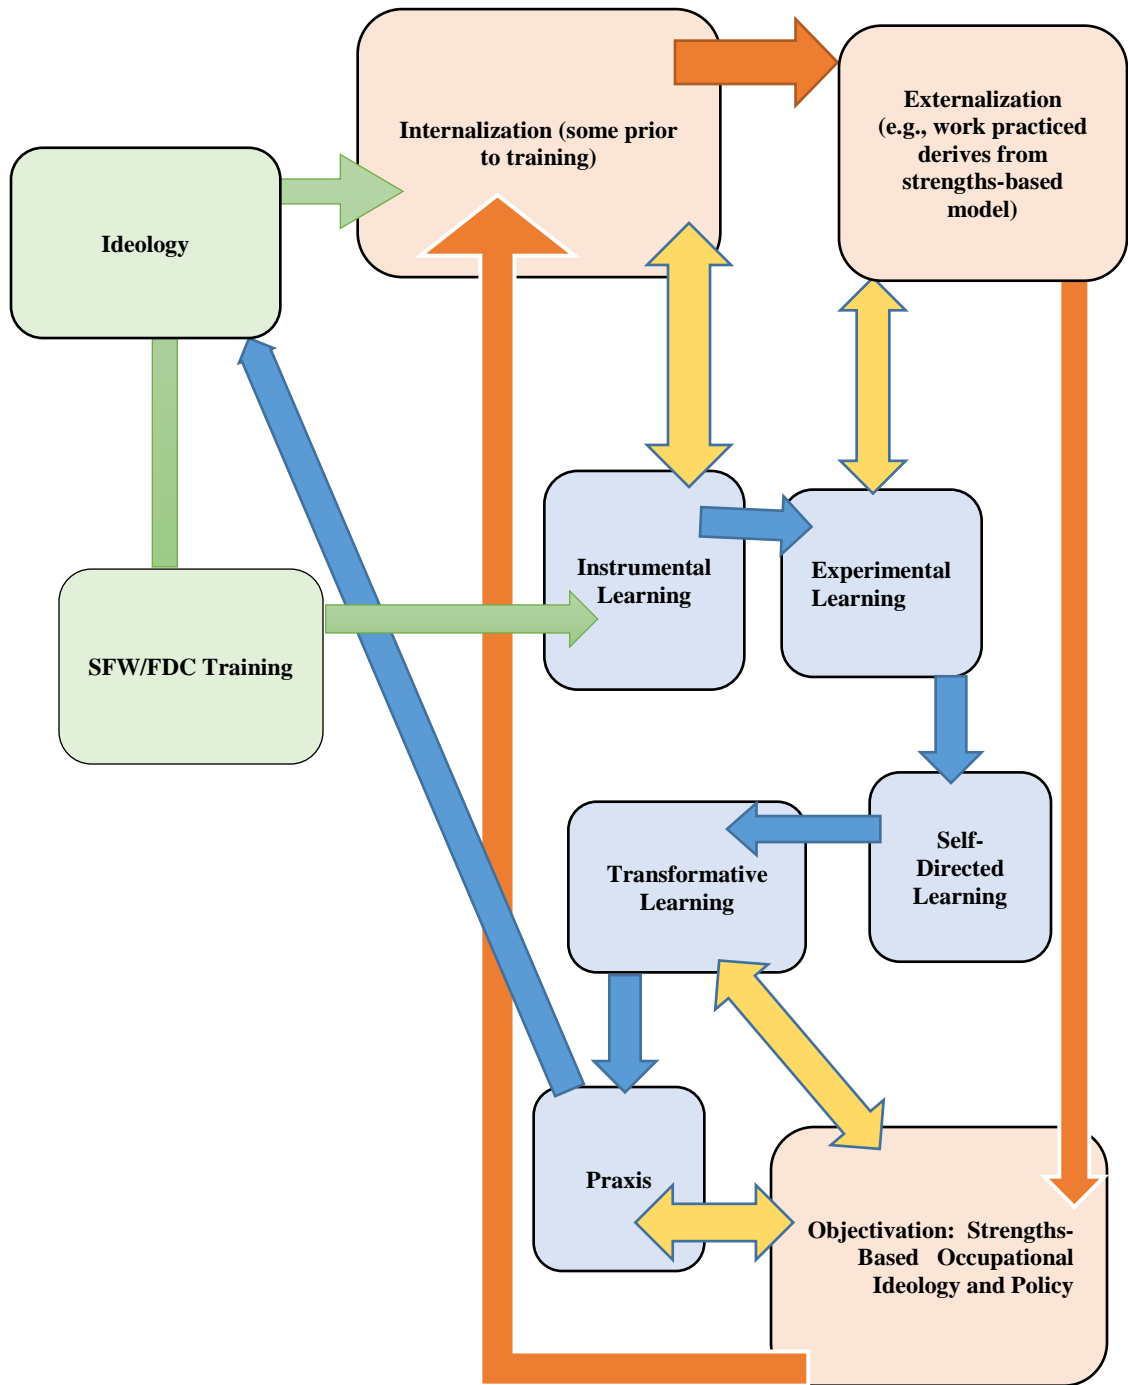 Internalization (some prior
to training)
Externalization
(e.g., work practiced
derives from
strengths-based
model)
Ideology
Instrumental
Learning
Experimental
Learning
SFW/FDC Training
Self-
Directed
Learning
Transformative
Learning
Praxis
Objectivation: Strengths-
Based Occupational
Ideology and Policy